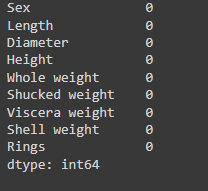 Sex 0
Length 0
Diameter 0
Height 0
Whole weight 0
Shucked weight 0
Viscera weight 0
Shell weight 0
Rings 0
dtype: int64